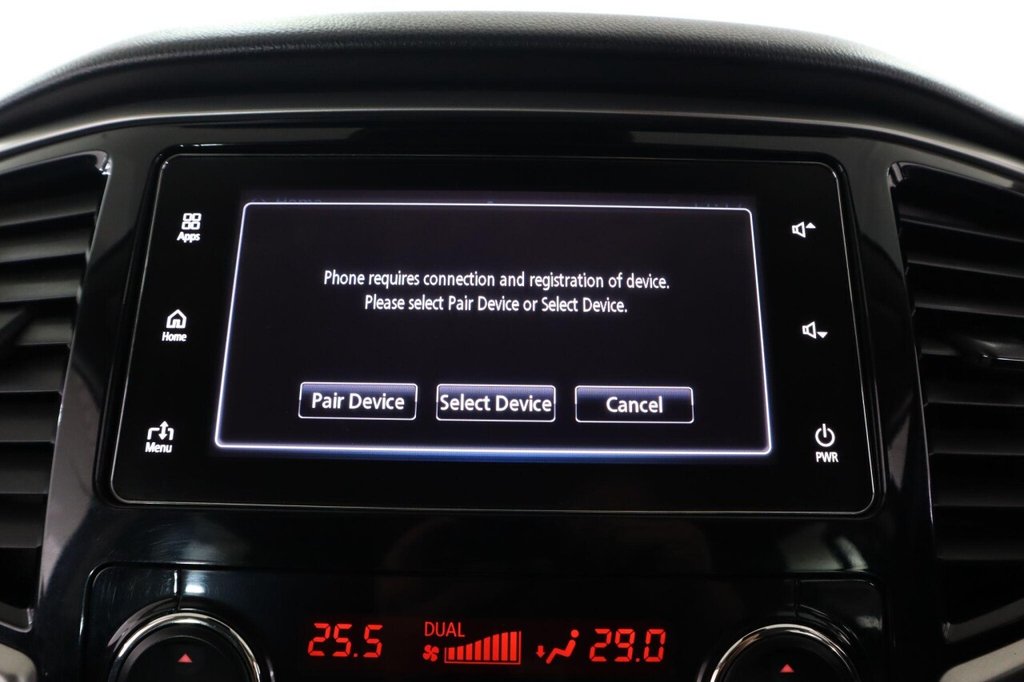 Apps
Home
Menu
Phone requires connection and registration of device.
Please select Pair Device or Select Device.
Pair Device
Select Device
Cancel
PWR
25.5
DUAL
29.0